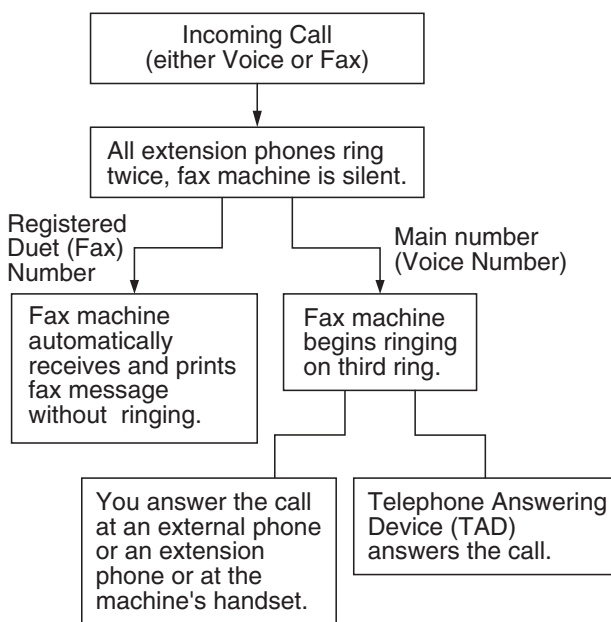 Incoming Call
(either Voice or Fax)
All extension phones ring
twice, fax machine is silent.
Registered
Duet (Fax)
Number
Main number
(Voice Number)
Fax machine
automatically
receives and prints
fax message
without ringing.
Fax machine
begins ringing
on third ring.
You answer the call
at an external phone
or an extension
phone or at the
machine's handset.
Telephone Answering
Device (TAD)
answers the call.